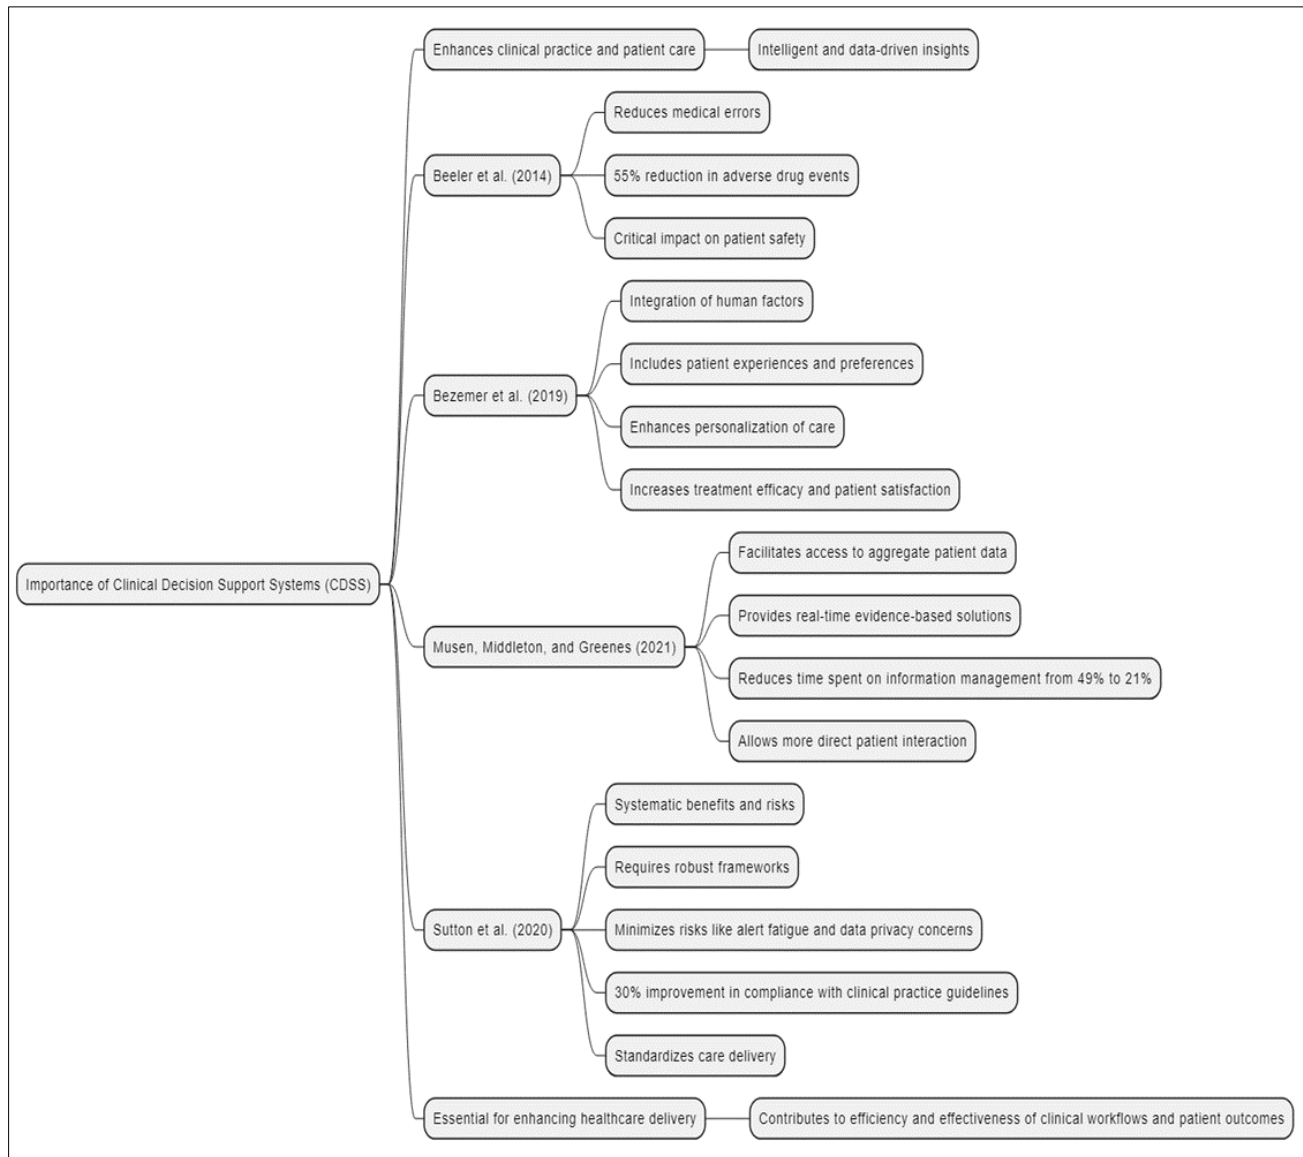 Enhances clinical practice and patient care
Intelligent and data-driven insights
Reduces medical errors
Beeler et al. (2014)
55% reduction in adverse drug events
Critical impact on patient safety
Integration of human factors
Includes patient experiences and preferences
Bezemer et al. (2019)
Enhances personalization of care
Increases treatment efficacy and patient satisfaction
Facilitates access to aggregate patient data
Importance of Clinical Decision Support Systems (CDSS)
Provides real-time evidence-based solutions
Musen, Middleton, and Greenes (2021)
Reduces time spent on information management from 49% to 21%
Allows more direct patient interaction
Systematic benefits and risks
Requires robust frameworks
Sutton et al. (2020)
Minimizes risks like alert fatigue and data privacy concerns
30% improvement in compliance with clinical practice guidelines
Standardizes care delivery
Essential for enhancing healthcare delivery
Contributes to efficiency and effectiveness of clinical workflows and patient outcomes